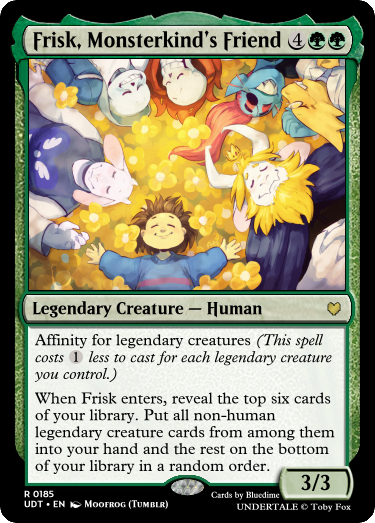 Frisk, Monsterkind's Friend 4
Legendary Creature — Human
Affinity for legendary creatures (This spell
costs 1 less to cast for each legendary creature
you control.)
When Frisk enters, reveal the top six cards
of your library. Put all non-human
legendary creature cards from among them
into your hand and the rest on the bottom
of your library in a random order.
3/3
R 0185
UDT • EN Moofrog (Tumblr)
Cards by Bluedime
UNDERTALE © Toby Fox